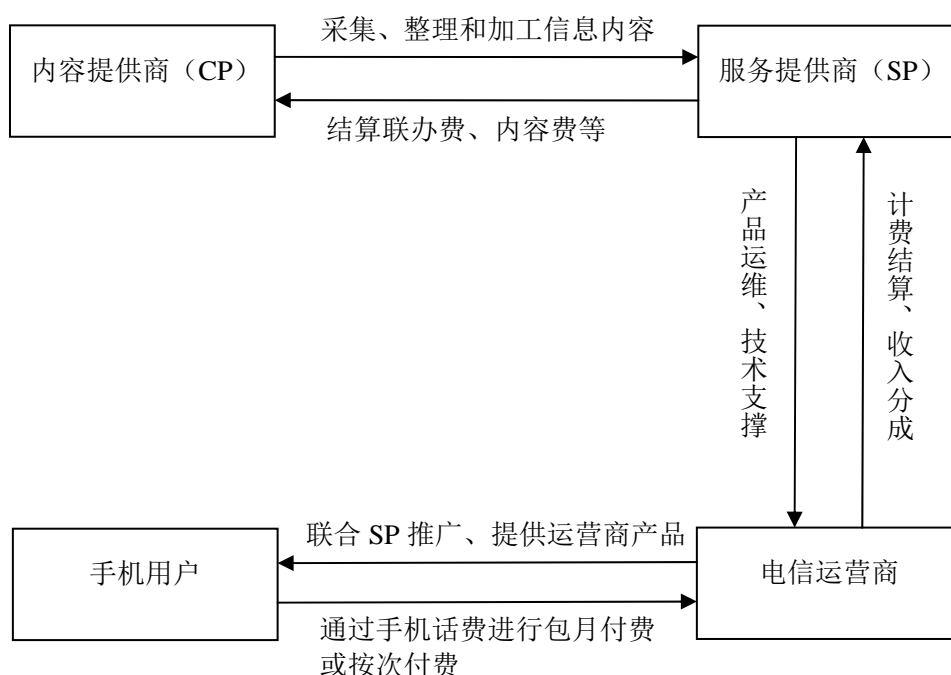 采集、整理和加工信息内容
内容提供商（CP）
服务提供商（SP）
结算联办费、内容费等
产品运维、技术支撑
计费结算、收入分成
联合 SP 推广、提供运营商产品
手机用户
电信运营商
通过手机话费进行包月付费
或按次付费